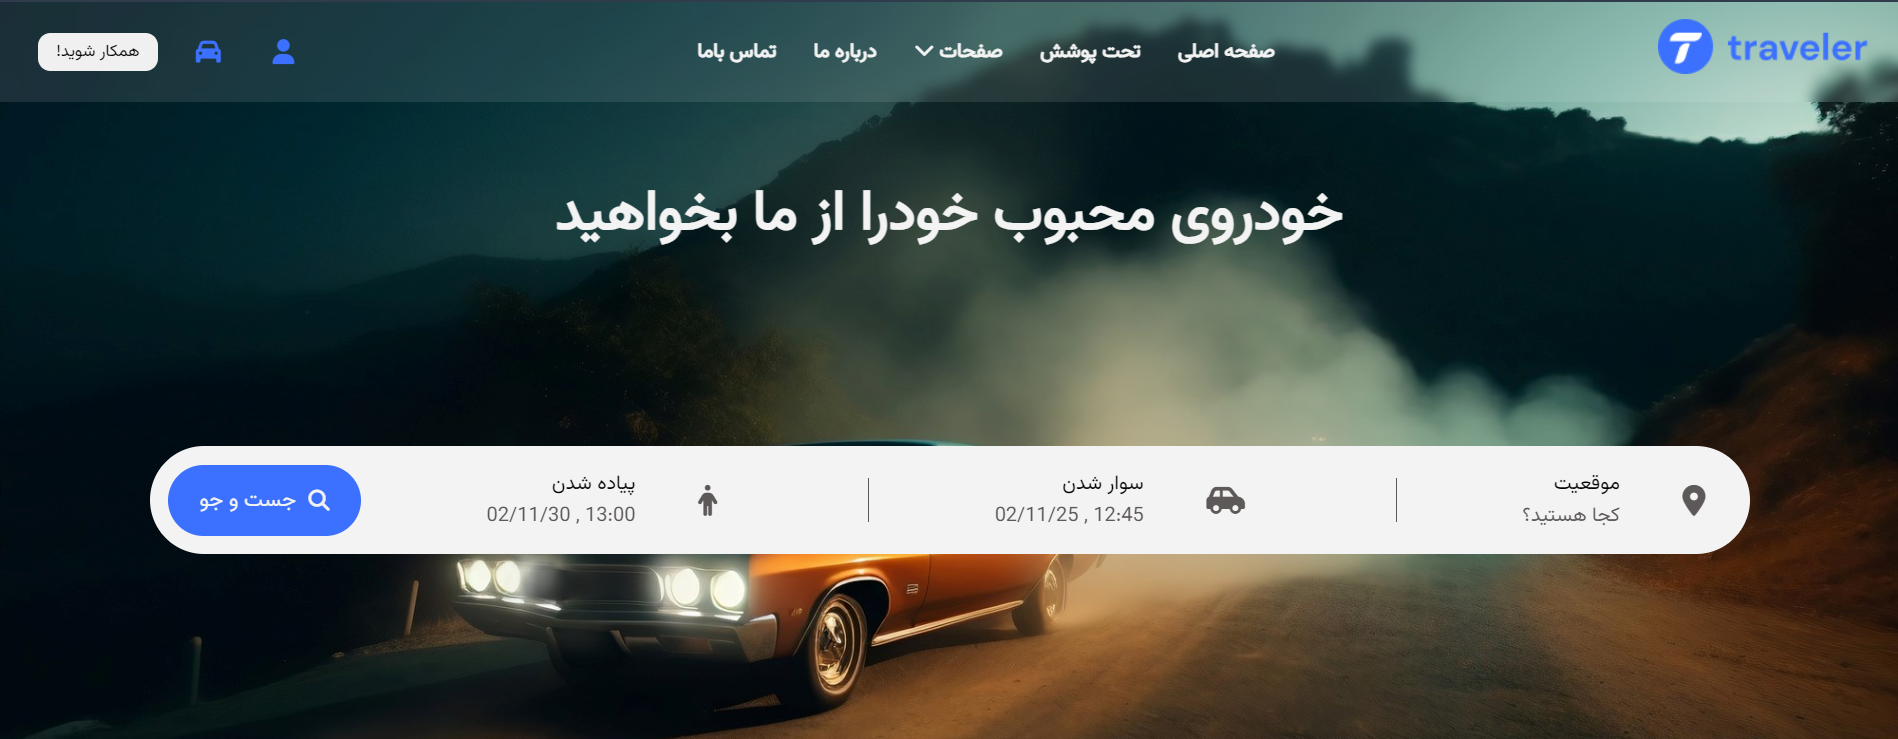 traveler
صفحه اصلی
تحت پوشش
صفحات
درباره ما
تماس باما
همکار شوید!
خودروی محبوب خودرا از ما بخواهید
موقعیت
کجا هستید؟
سوار شدن
02/11/25 , 12:45
پیاده شدن
02/11/30 , 13:00
جست و جو